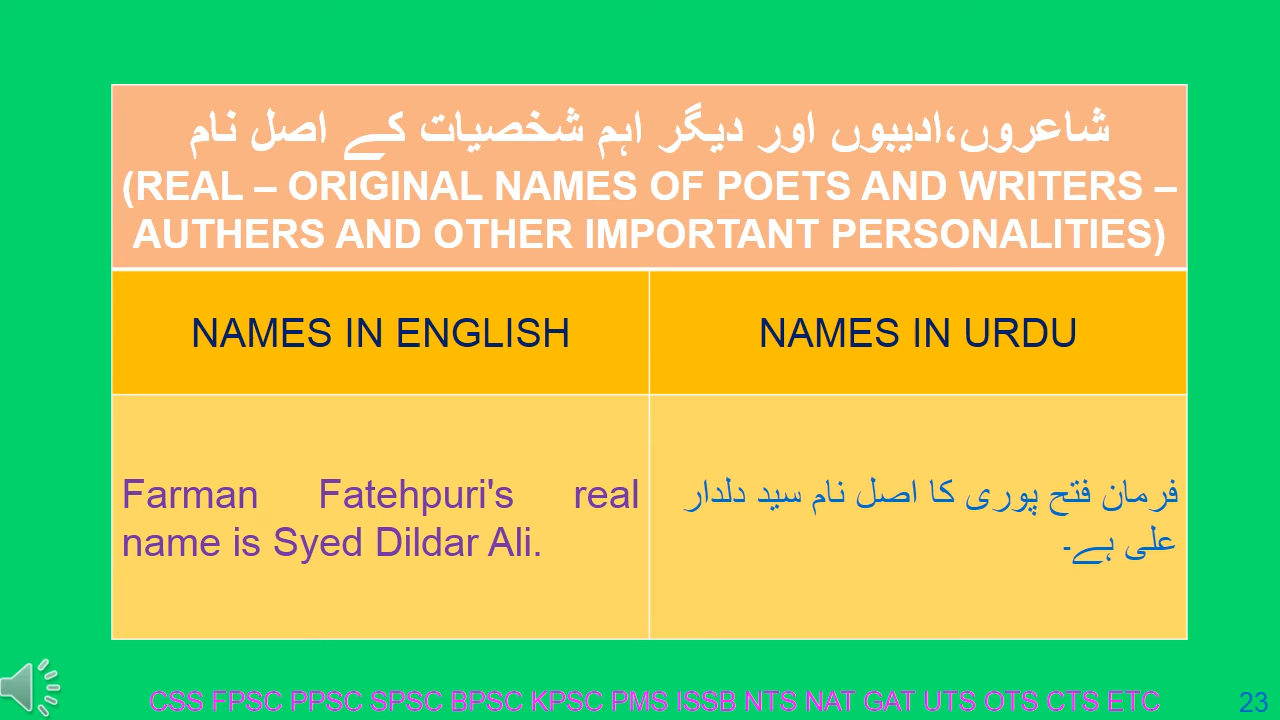 شاعروں،ادیبوں اور دیگر اہم شخصیات کے اصل نام
(REAL – ORIGINAL NAMES OF POETS AND WRITERS –
AUTHERS AND OTHER IMPORTANT PERSONALITIES)
NAMES IN ENGLISH
NAMES IN URDU
Farman Fatehpuri's real
name is Syed Dildar Ali.
فرمان فتح پوری کا اصل نام سید دلدار
علی ہے۔
CSS FPSC PPSC SPSC BPSC KPSC PMS ISSB NTS NAT GAT UTS OTS CTS ETC
23